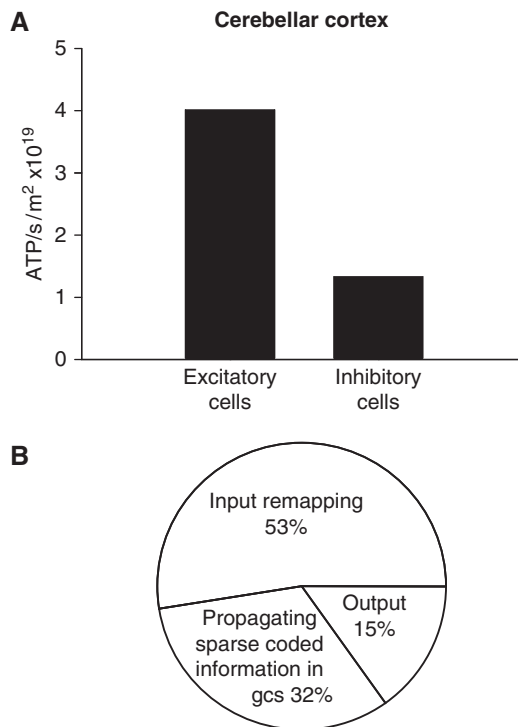 A
Cerebellar cortex
ATP/s/m² x10¹⁹
5
4
3
2
1
0
Excitatory
cells
Inhibitory
cells
B
Input remapping
53%
Output
15%
Propagating
sparse coded
information in
gcs 32%